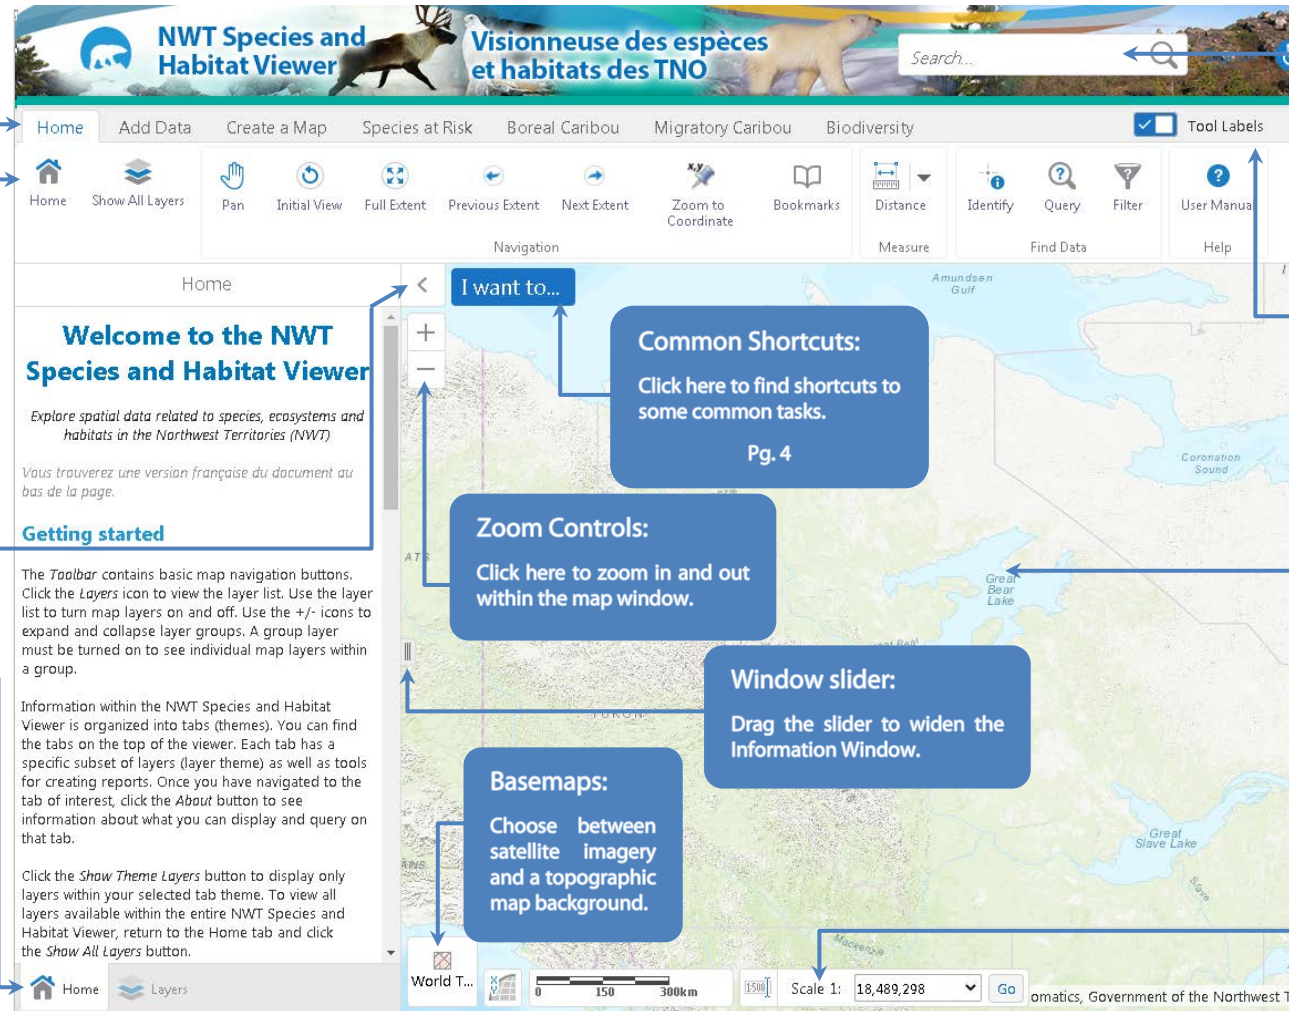 NWT Species and
Habitat Viewer
Visionneuse des espèces
et habitats des TNO
Search...
Home
Add Data
Create a Map
Species at Risk
Boreal Caribou
Migratory Caribou
Biodiversity
Tool Labels
Home
Show All Layers
Pan
Initial View
Full Extent
Previous Extent
Next Extent
x,y
Zoom to
Coordinate
Bookmarks
Distance
Identify
Query
Filter
User Manual
Navigation
Measure
Find Data
Help
Home
I want to...
Amundsen
Gulf
Welcome to the NWT
Species and Habitat Viewer
Explore spatial data related to species, ecosystems and
habitats in the Northwest Territories (NWT)
Vous trouverez une version française du document au
bas de la page.
Getting started
The Toolbar contains basic map navigation buttons.
Click the Layers icon to view the layer list. Use the layer
list to turn map layers on and off. Use the +/- icons to
expand and collapse layer groups. A group layer
must be turned on to see individual map layers within
a group.
Information within the NWT Species and Habitat
Viewer is organized into tabs (themes). You can find
the tabs on the top of the viewer. Each tab has a
specific subset of layers (layer theme) as well as tools
for creating reports. Once you have navigated to the
tab of interest, click the About button to see
information about what you can display and query on
that tab.
Click the Show Theme Layers button to display only
layers within your selected tab theme. To view all
layers available within the entire NWT Species and
Habitat Viewer, return to the Home tab and click
the Show All Layers button.
Home
Layers
+
−
Common Shortcuts:
Click here to find shortcuts to
some common tasks.
Pg. 4
Coronation
Sound
Zoom Controls:
Click here to zoom in and out
within the map window.
ATS
Great
Bear
Lake
Window slider:
Drag the slider to widen the
Information Window.
YUKON
Basemaps:
Choose between
satellite imagery
and a topographic
map background.
Great
Slave Lake
Slave
Mackenzie
World T...
0 150 300km
1:500
Scale 1:
18,489,298
Go
omatics, Government of the Northwest T